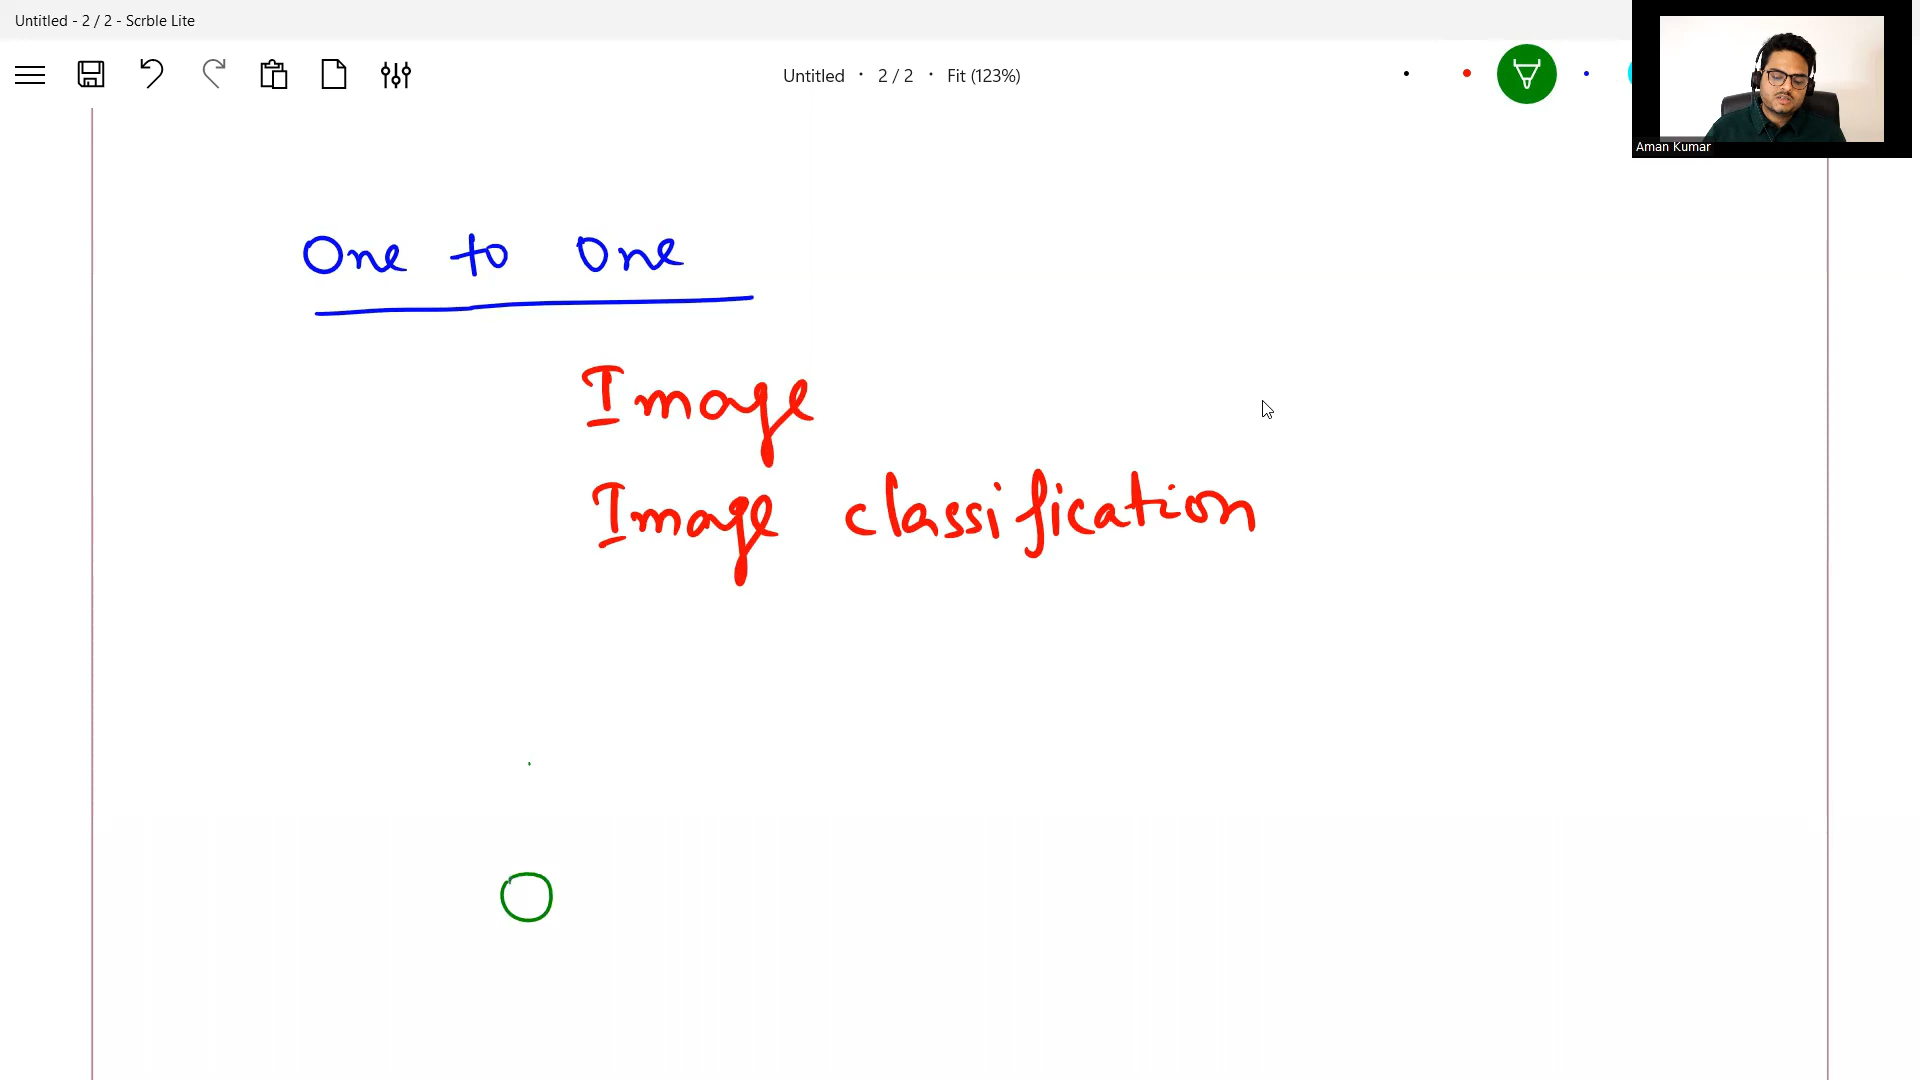 Untitled - 2 / 2 - Scrble Lite
Untitled • 2 / 2 • Fit (123%)
Aman Kumar
One to One
Image
Image classification